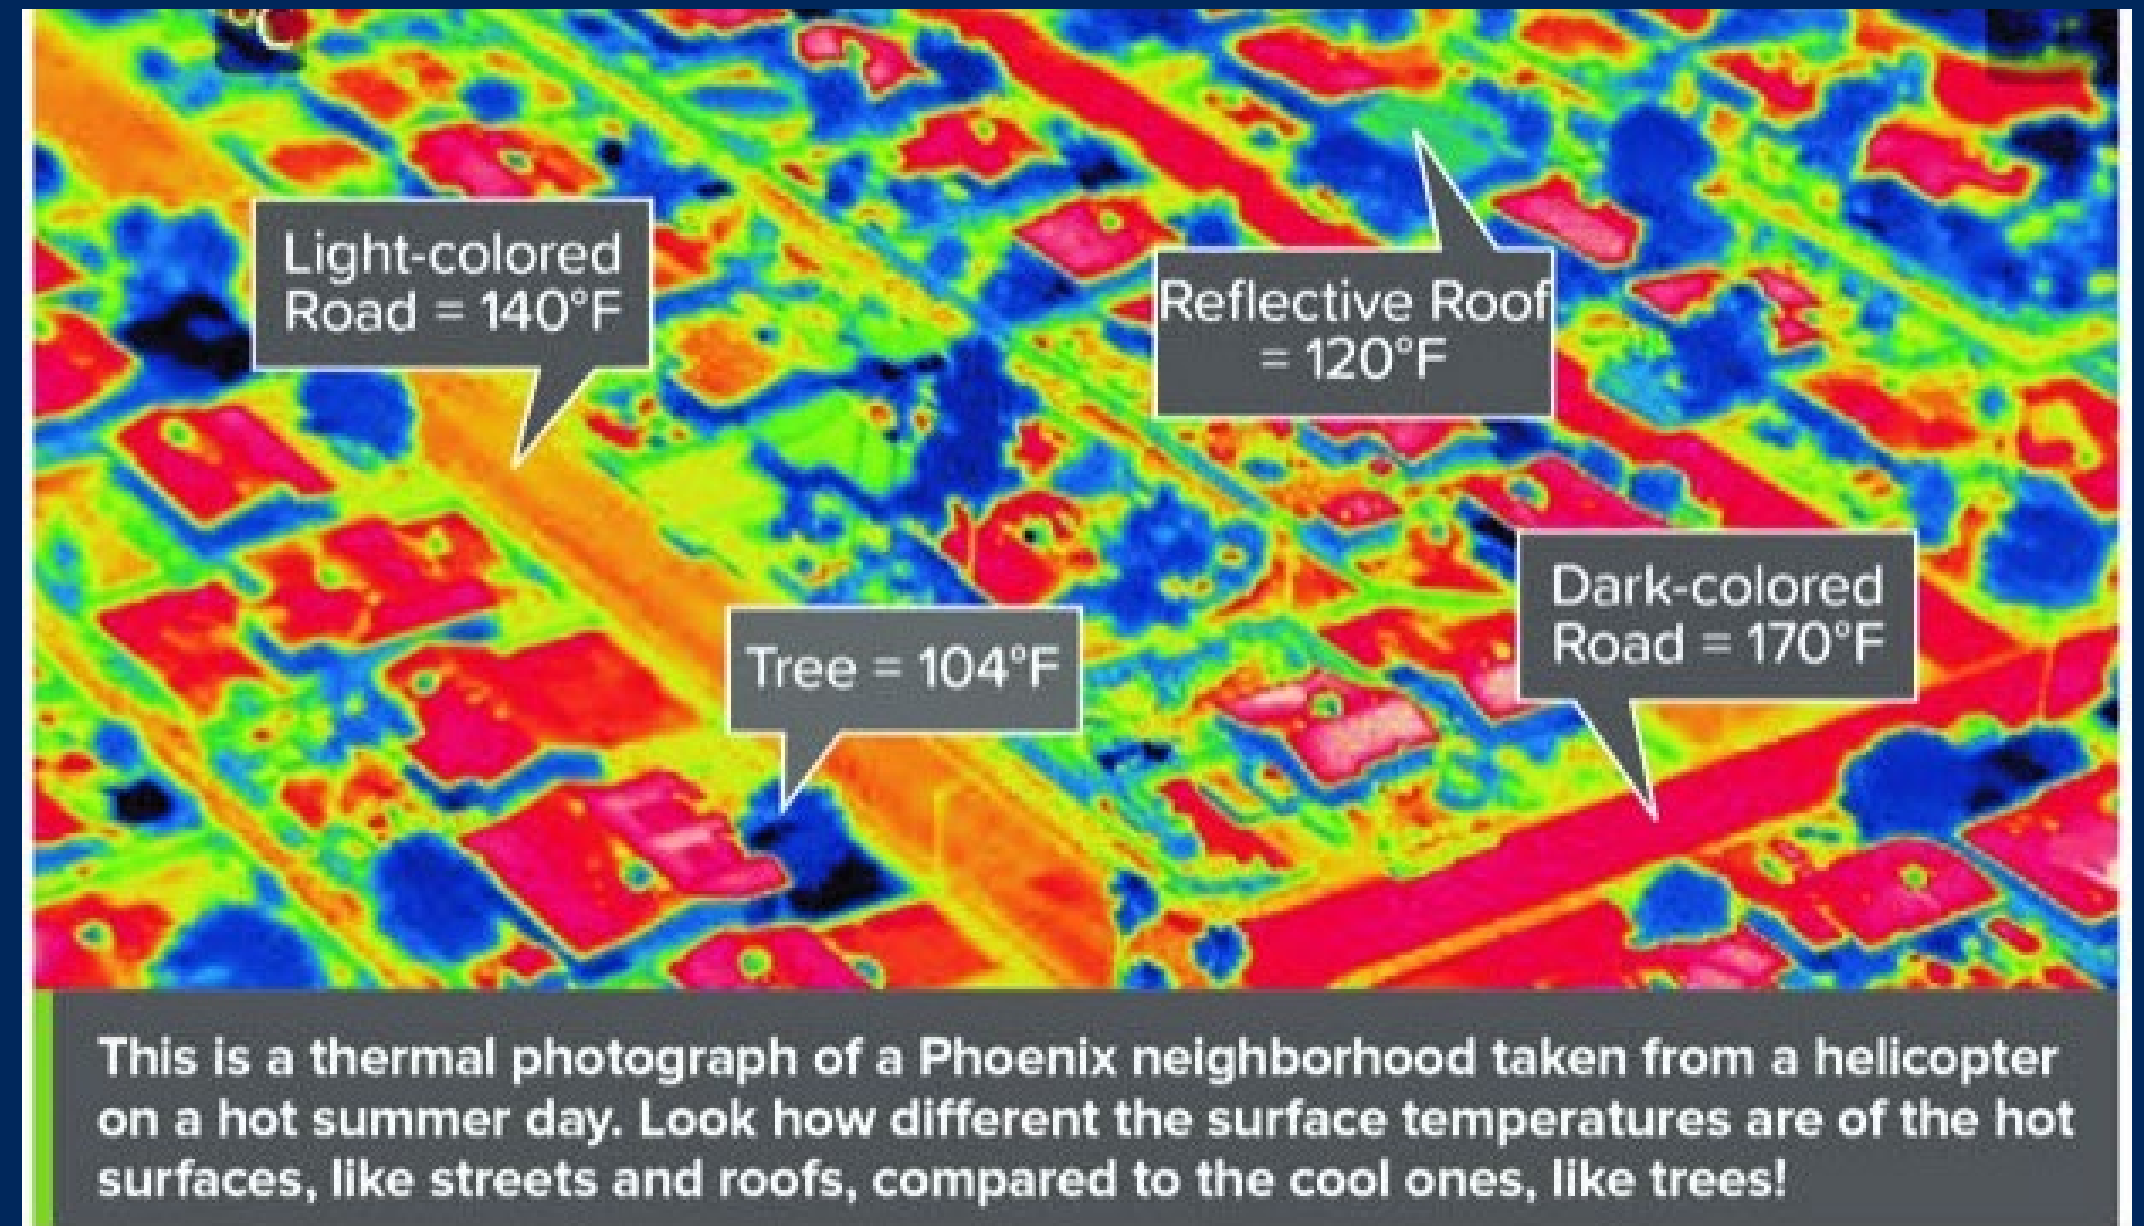 Light-colored
Road = 140°F
Reflective Roof
= 120°F
Tree = 104°F
Dark-colored
Road = 170°F
This is a thermal photograph of a Phoenix neighborhood taken from a helicopter
on a hot summer day. Look how different the surface temperatures are of the hot
surfaces, like streets and roofs, compared to the cool ones, like trees!